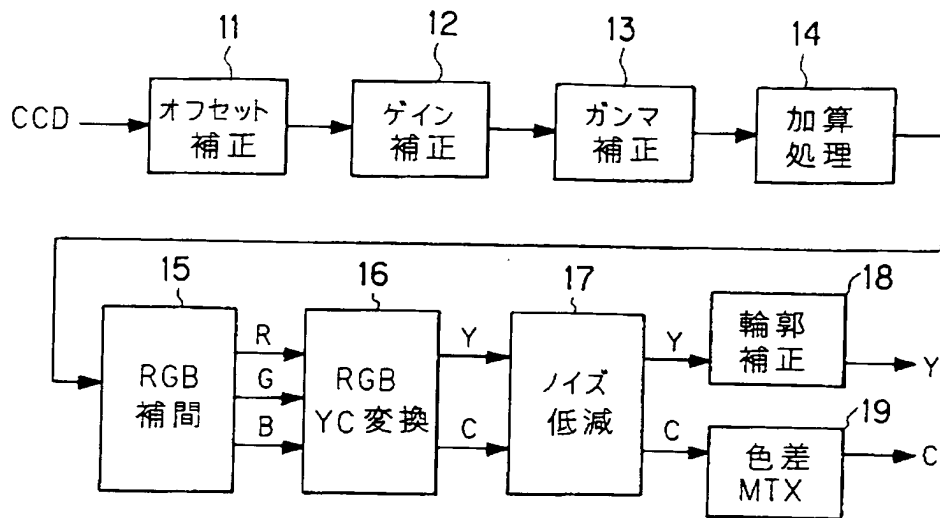 11
12
13
14
CCD
オフセット
補正
ゲイン
補正
ガンマ
補正
加算
処理
15
16
17
18
RGB
補間
R
G
B
RGB
YC変換
Y
C
ノイズ
低減
Y
C
輪郭
補正
Y
19
色差
MTX
C